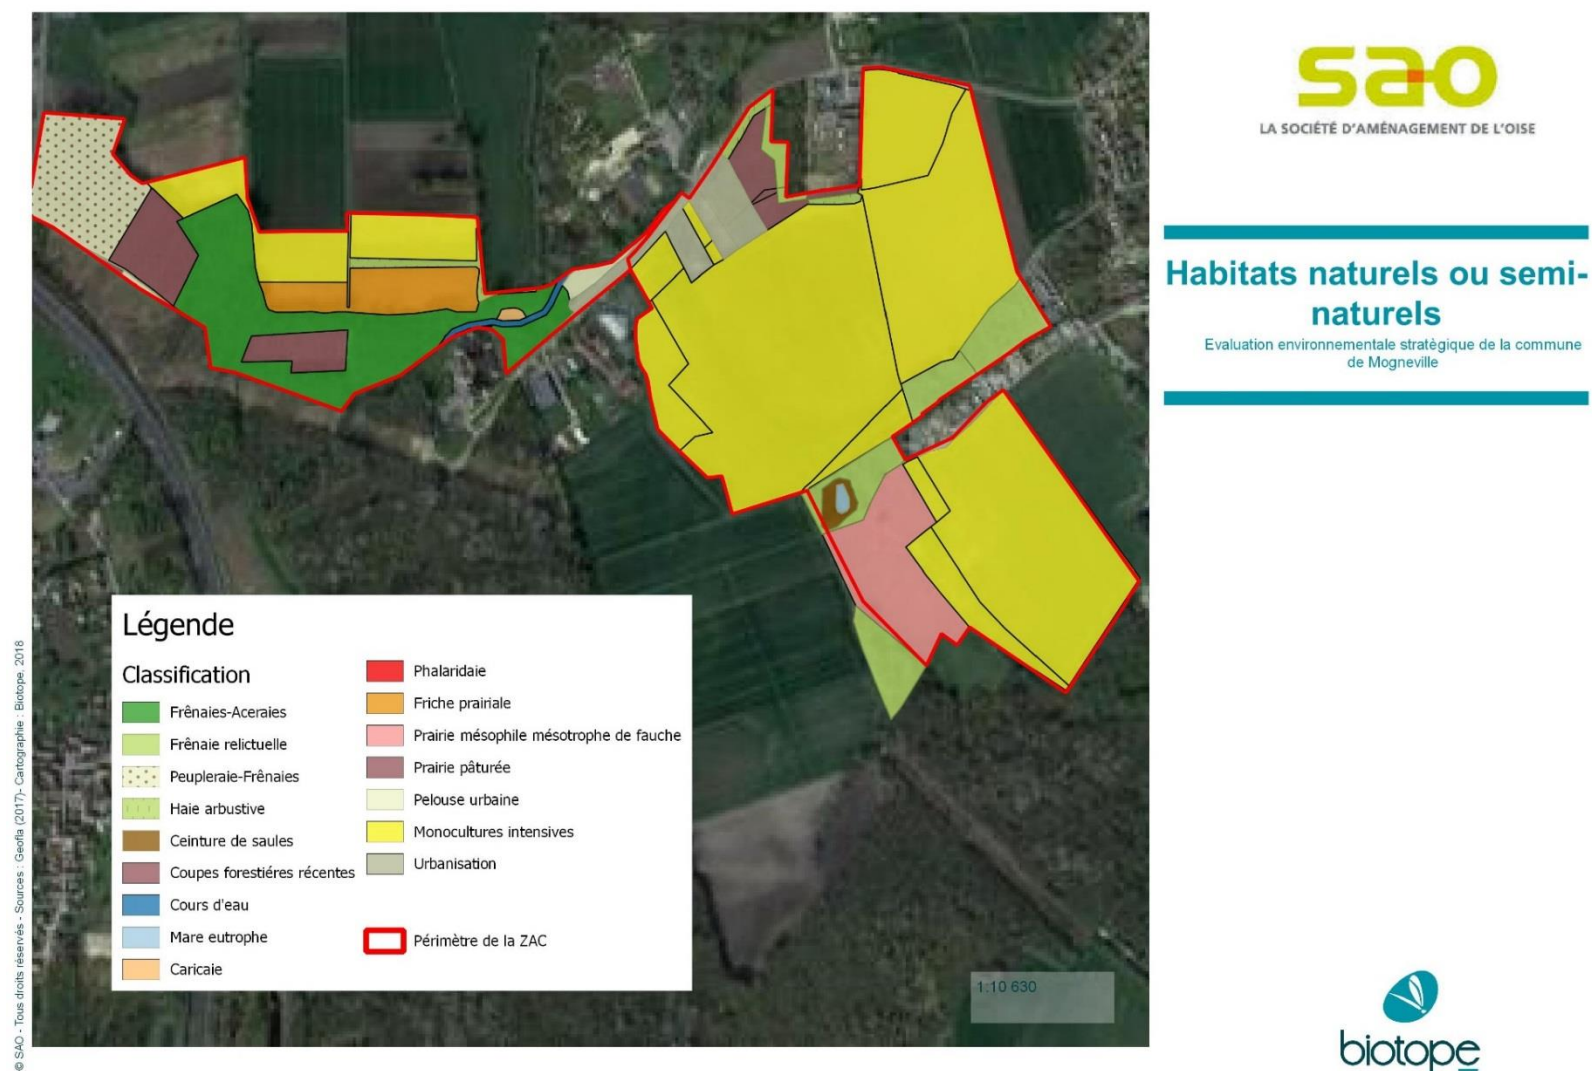 sao
LA SOCIÉTÉ D'AMÉNAGEMENT DE L'OISE
Habitats naturels ou semi-
naturels
Evaluation environnementale stratègique de la commune
de Mogneville
Légende
Classification
Frênaies-Aceraies
Frênaie relictuelle
Peupleraie-Frênaies
Haie arbustive
Ceinture de saules
Coupes forestiéres récentes
Cours d'eau
Mare eutrophe
Caricaie
Phalaridaie
Friche prairiale
Prairie mésophile mésotrophe de fauche
Prairie pâturée
Pelouse urbaine
Monocultures intensives
Urbanisation
Périmètre de la ZAC
1:10 630
© SAO - Tous droits réservés - Sources : Geofla (2017)- Cartographie : Biotope, 2018
biotope